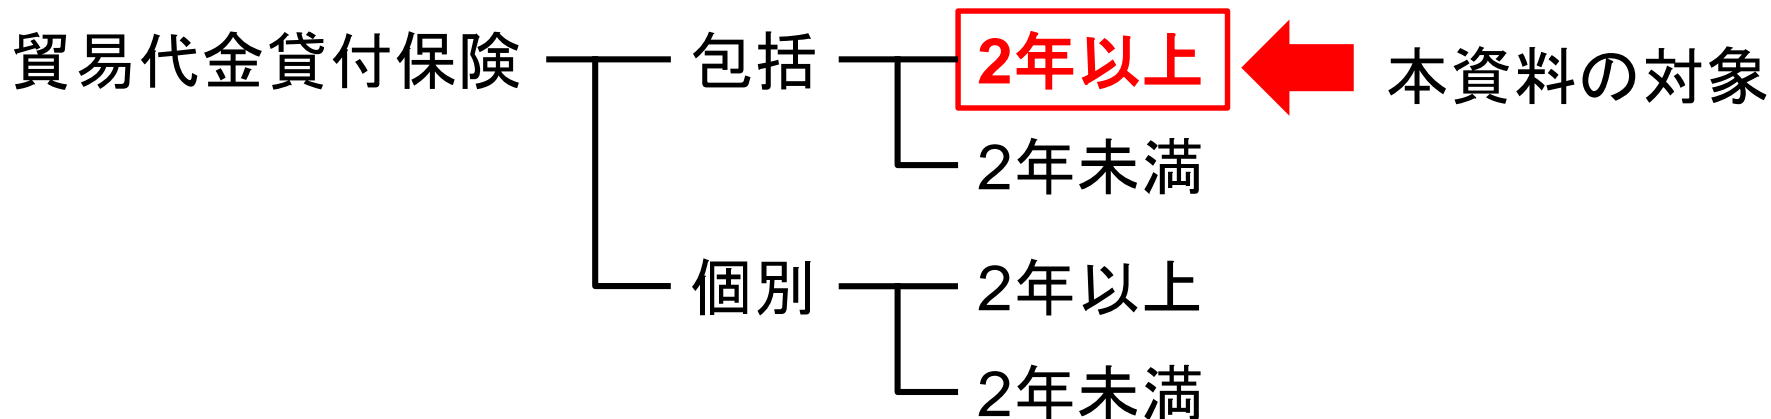 貿易代金貸付保険
包括
2年以上
本資料の対象
2年未満
個別
2年以上
2年未満